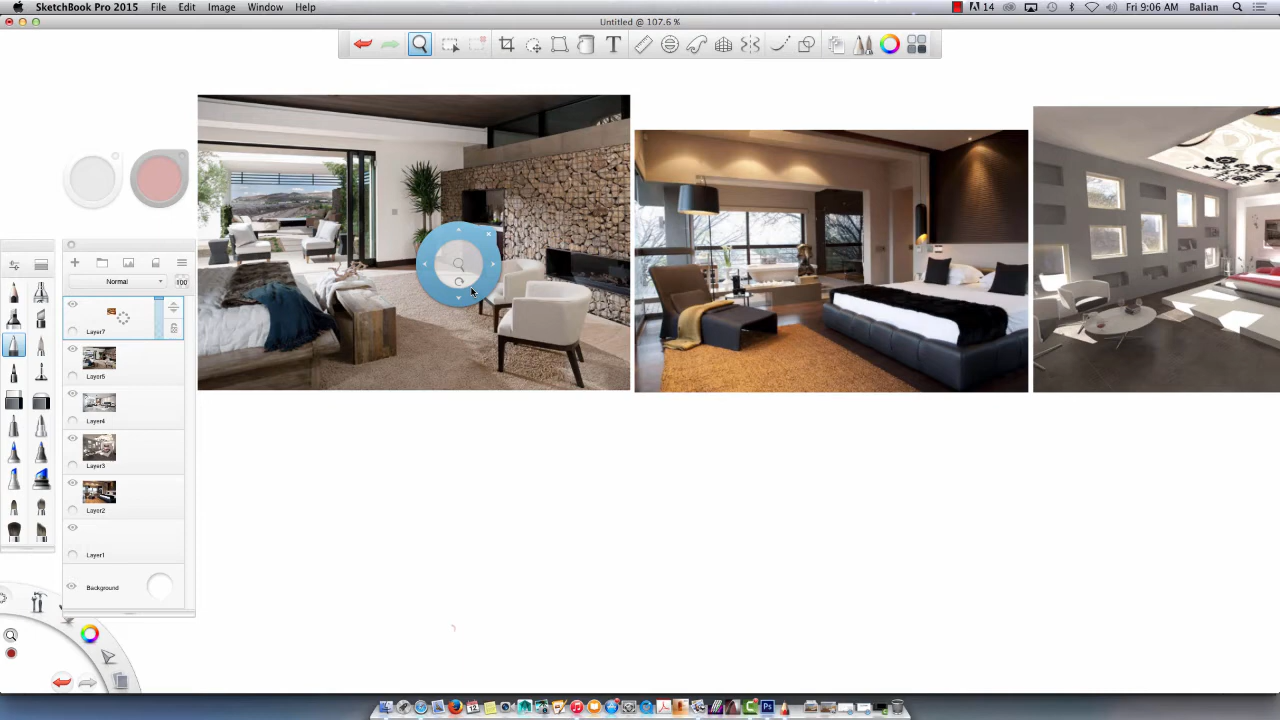 SketchBook Pro 2015 File Edit Image Window Help
14 Fri 9:06 AM Balian
Untitled @ 107.6 %
T
Normal
100
Layer7
Layer5
Layer4
Layer3
Layer2
Layer1
Background